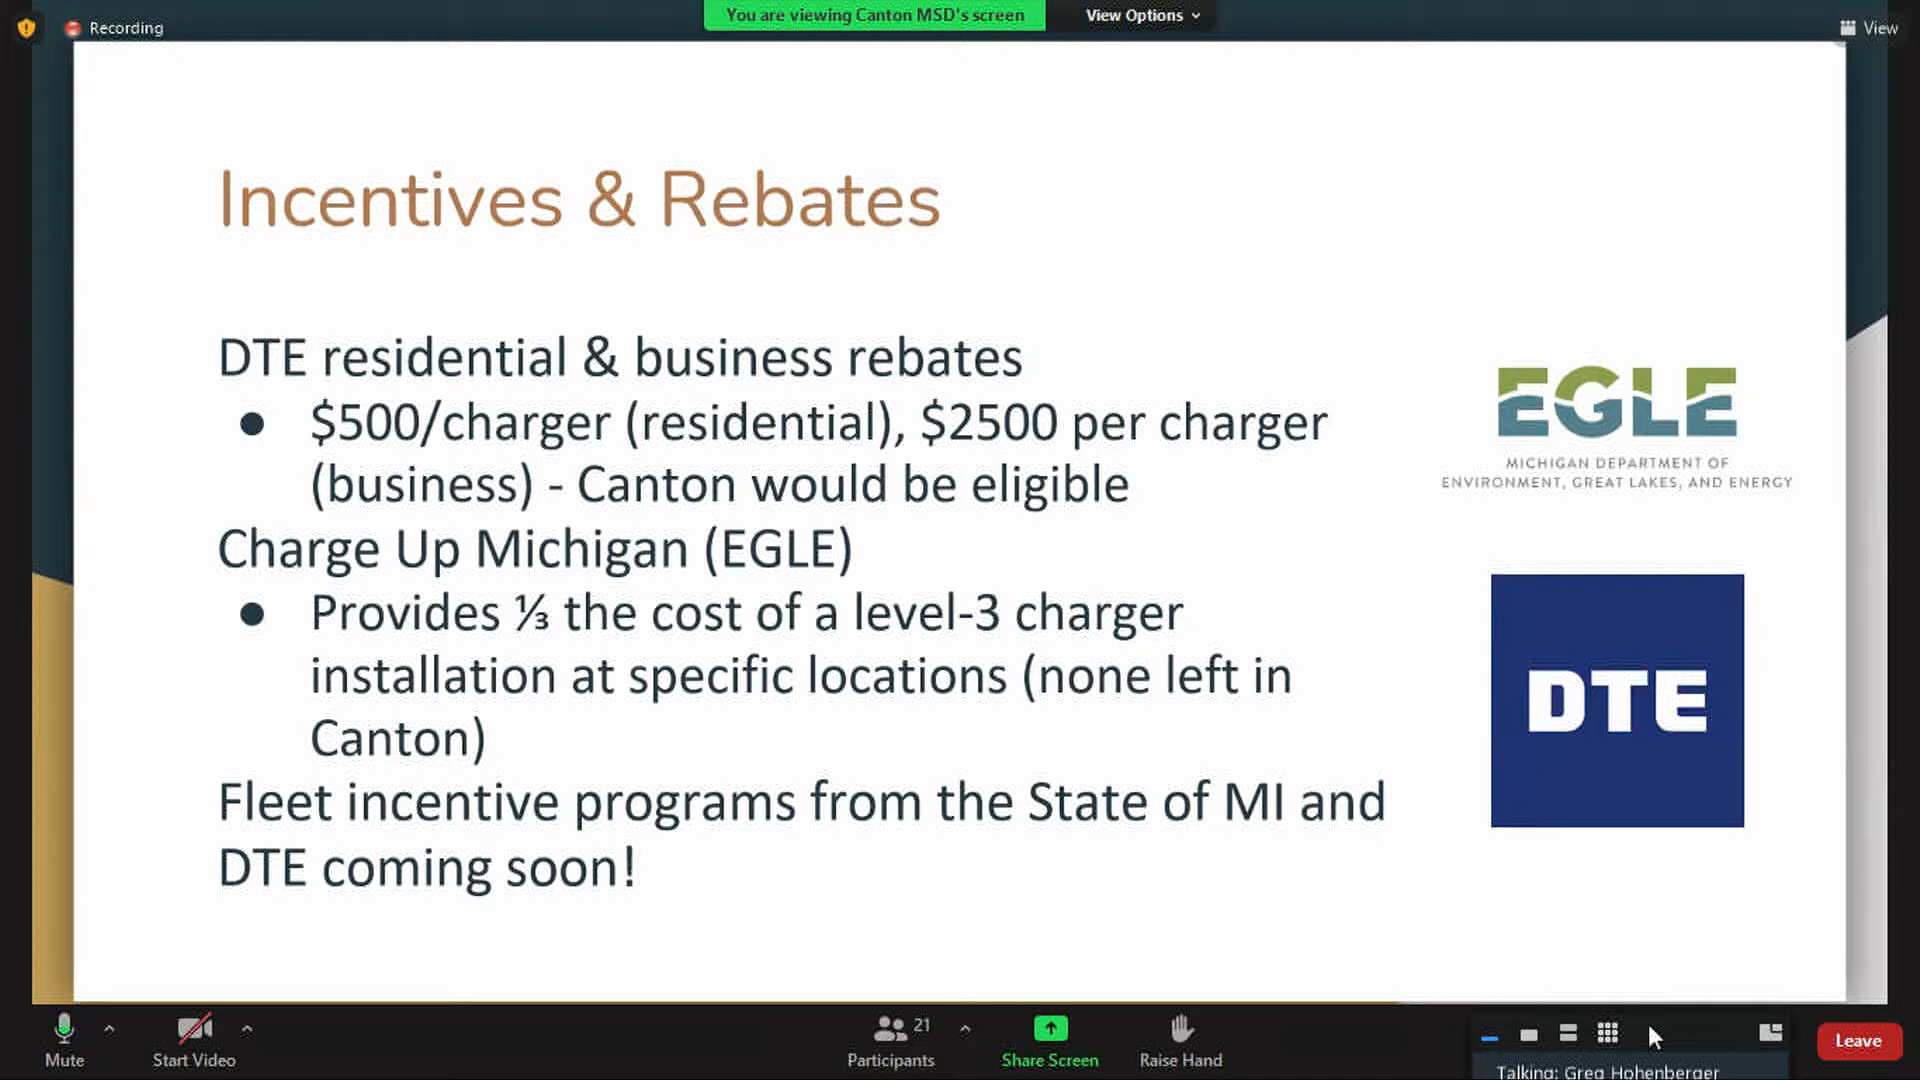 You are viewing Canton MSD's screen
View Options
Recording
View
Incentives & Rebates
DTE residential & business rebates
● $500/charger (residential), $2500 per charger
(business) - Canton would be eligible
Charge Up Michigan (EGLE)
● Provides ⅓ the cost of a level-3 charger
installation at specific locations (none left in
Canton)
Fleet incentive programs from the State of MI and
DTE coming soon!
EGLE
MICHIGAN DEPARTMENT OF
ENVIRONMENT, GREAT LAKES, AND ENERGY
DTE
Mute
Start Video
21
Participants
Share Screen
Raise Hand
Leave
Talking: Greg Hohenberger